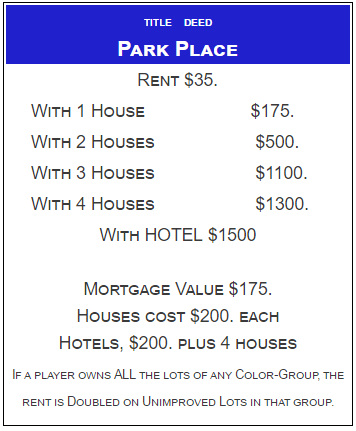 TITLE DEED
PARK PLACE
RENT $35.
WITH 1 HOUSE $175.
WITH 2 HOUSES $500.
WITH 3 HOUSES $1100.
WITH 4 HOUSES $1300.
WITH HOTEL $1500
MORTGAGE VALUE $175.
HOUSES COST $200. EACH
HOTELS, $200. PLUS 4 HOUSES
IF A PLAYER OWNS ALL THE LOTS OF ANY COLOR-GROUP, THE
RENT IS DOUBLED ON UNIMPROVED LOTS IN THAT GROUP.